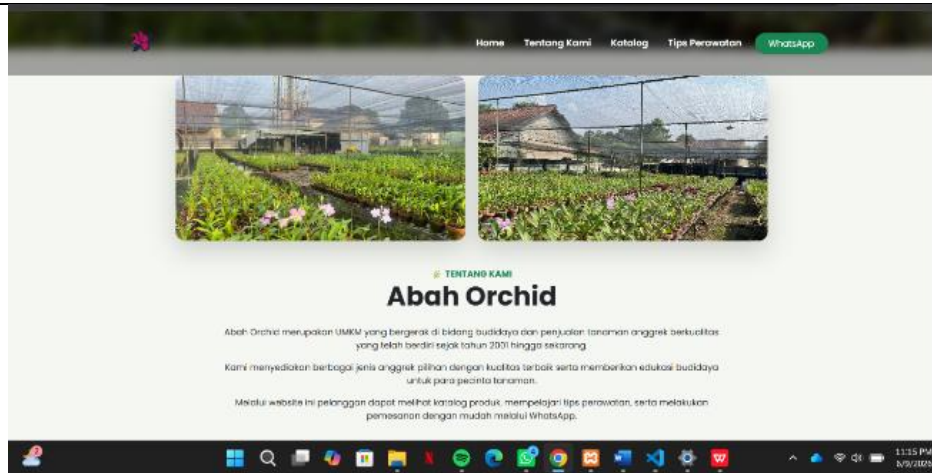 Home Tentang Kami Katalog Tips Perawatan WhatsApp
TENTANG KAMI
Abah Orchid
Abah Orchid merupakan UMKM yang bergerak di bidang budidaya dan penjualan tanaman anggrek berkualitas
yang telah berdiri sejak tahun 2001 hingga sekarang.
Kami menyediakan berbagai jenis anggrek pilihan dengan kualitas terbaik serta memberikan edukasi budidaya
untuk para pecinta tanaman.
Melalui website ini pelanggan dapat melihat katalog produk, mempelajari tips perawatan, serta melakukan
pemesanan dengan mudah melalui WhatsApp.
11:15 PM
6/9/2026